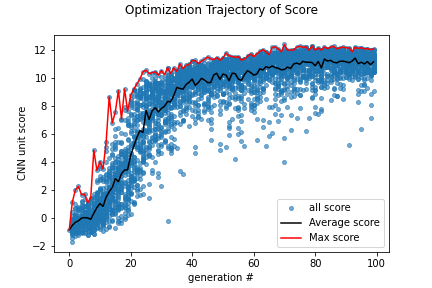 Optimization Trajectory of Score
CNN unit score
12
10
8
6
4
2
0
−2
0 20 40 60 80 100
generation #
all score
Average score
Max score